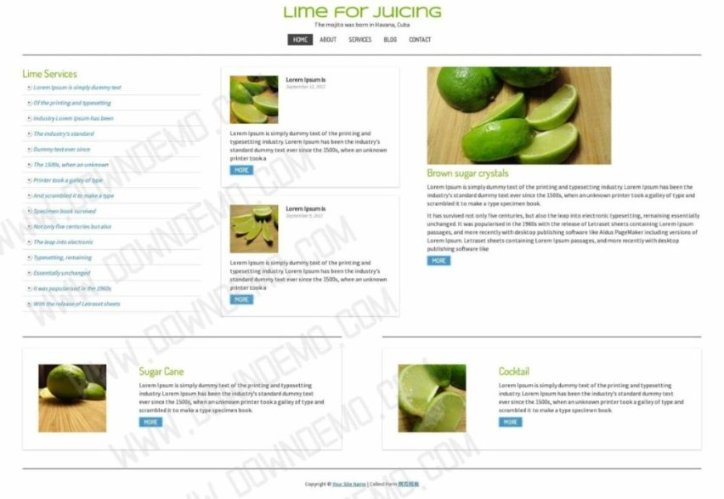 LIME FOR JUICING
The mojito was born in Havana, Cuba
HOME ABOUT SERVICES BLOG CONTACT
Lime Services
Lorem Ipsum is simply dummy text
Of the printing and typesetting
Industry Lorem Ipsum has been
The industry's standard
Dummy text ever since
The 1500s, when an unknown
Printer took a galley of type
And scrambled it to make a type
Specimen book survived
Not only five centuries but also
The leap into electronic
Typesetting, remaining
Essentially unchanged
It was popularised in the 1960s
With the release of Letraset sheets
Lorem Ipsum Is
September 12, 2017
Lorem Ipsum is simply dummy text of the printing and
typesetting industry. Lorem Ipsum has been the industry's
standard dummy text ever since the 1500s, when an unknown
printer took a
MORE
Lorem Ipsum Is
September 9, 2017
Lorem Ipsum is simply dummy text of the printing and
typesetting industry. Lorem Ipsum has been the industry's
standard dummy text ever since the 1500s, when an unknown
printer took a
MORE
Brown sugar crystals
Lorem Ipsum is simply dummy text of the printing and typesetting industry. Lorem Ipsum has been the
industry's standard dummy text ever since the 1500s, when an unknown printer took a galley of type and
scrambled it to make a type specimen book.
It has survived not only five centuries, but also the leap into electronic typesetting, remaining essentially
unchanged. It was popularised in the 1960s with the release of Letraset sheets containing Lorem Ipsum
passages, and more recently with desktop publishing software like Aldus PageMaker including versions of
Lorem Ipsum. Letraset sheets containing Lorem Ipsum passages, and more recently with desktop
publishing software like
MORE
Sugar Cane
Lorem Ipsum is simply dummy text of the printing and typesetting
industry. Lorem Ipsum has been the industry's standard dummy text
ever since the 1500s, when an unknown printer took a galley of type and
scrambled it to make a type specimen book.
MORE
Cocktail
Lorem Ipsum is simply dummy text of the printing and typesetting
industry. Lorem Ipsum has been the industry's standard dummy text
ever since the 1500s, when an unknown printer took a galley of type and
scrambled it to make a type specimen book.
MORE
Copyright © Your Site Name | Collect from 网页模板
WWW.DOWNDEMO.COM
WWW.DOWNDEMO.COM
WWW.DOWNDEMO.COM